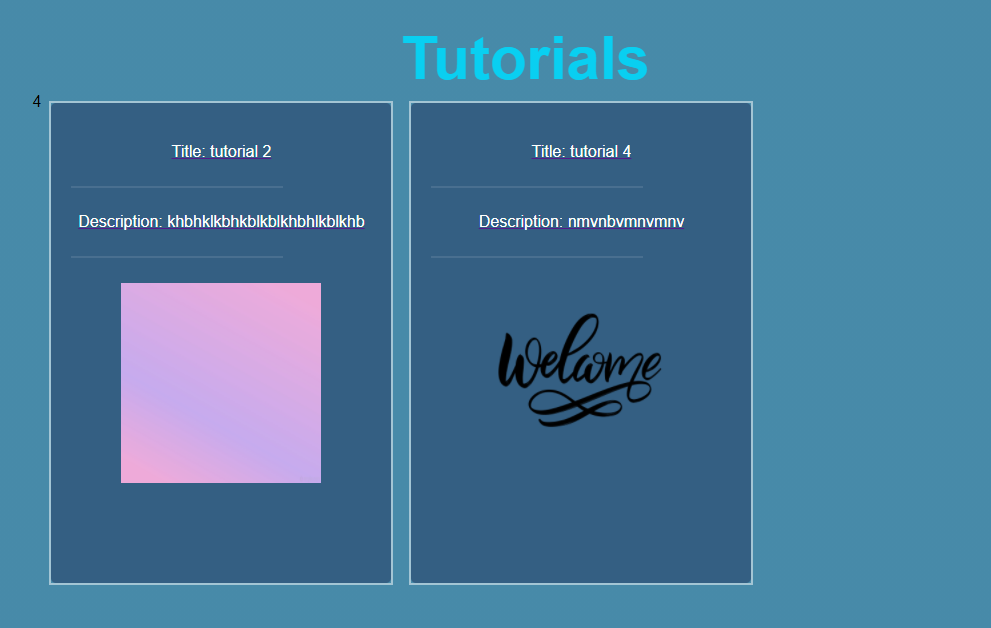 Tutorials
4
Title: tutorial 2
Description: khbhklkbhkblkblkhbhlkblkhb
Title: tutorial 4
Description: nmvnbvmnvmnv
Welcome